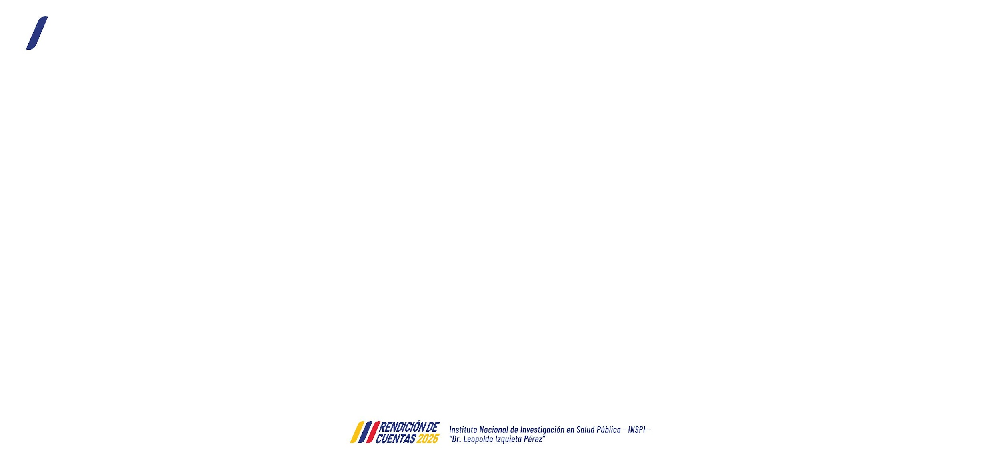 RENDICIÓN DE
CUENTAS 2025
Instituto Nacional de Investigación en Salud Pública - INSPI -
“Dr. Leopoldo Izquieta Pérez”